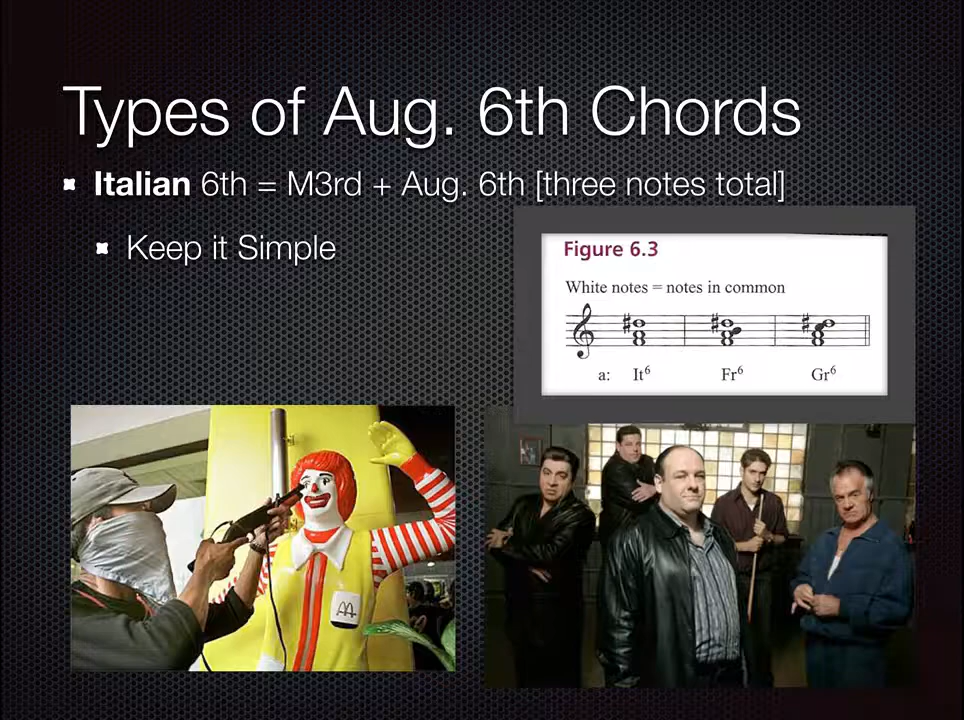 Types of Aug. 6th Chords
Italian 6th = M3rd + Aug. 6th [three notes total]
Keep it Simple
Figure 6.3
White notes = notes in common
a: It⁶ Fr⁶ Gr⁶